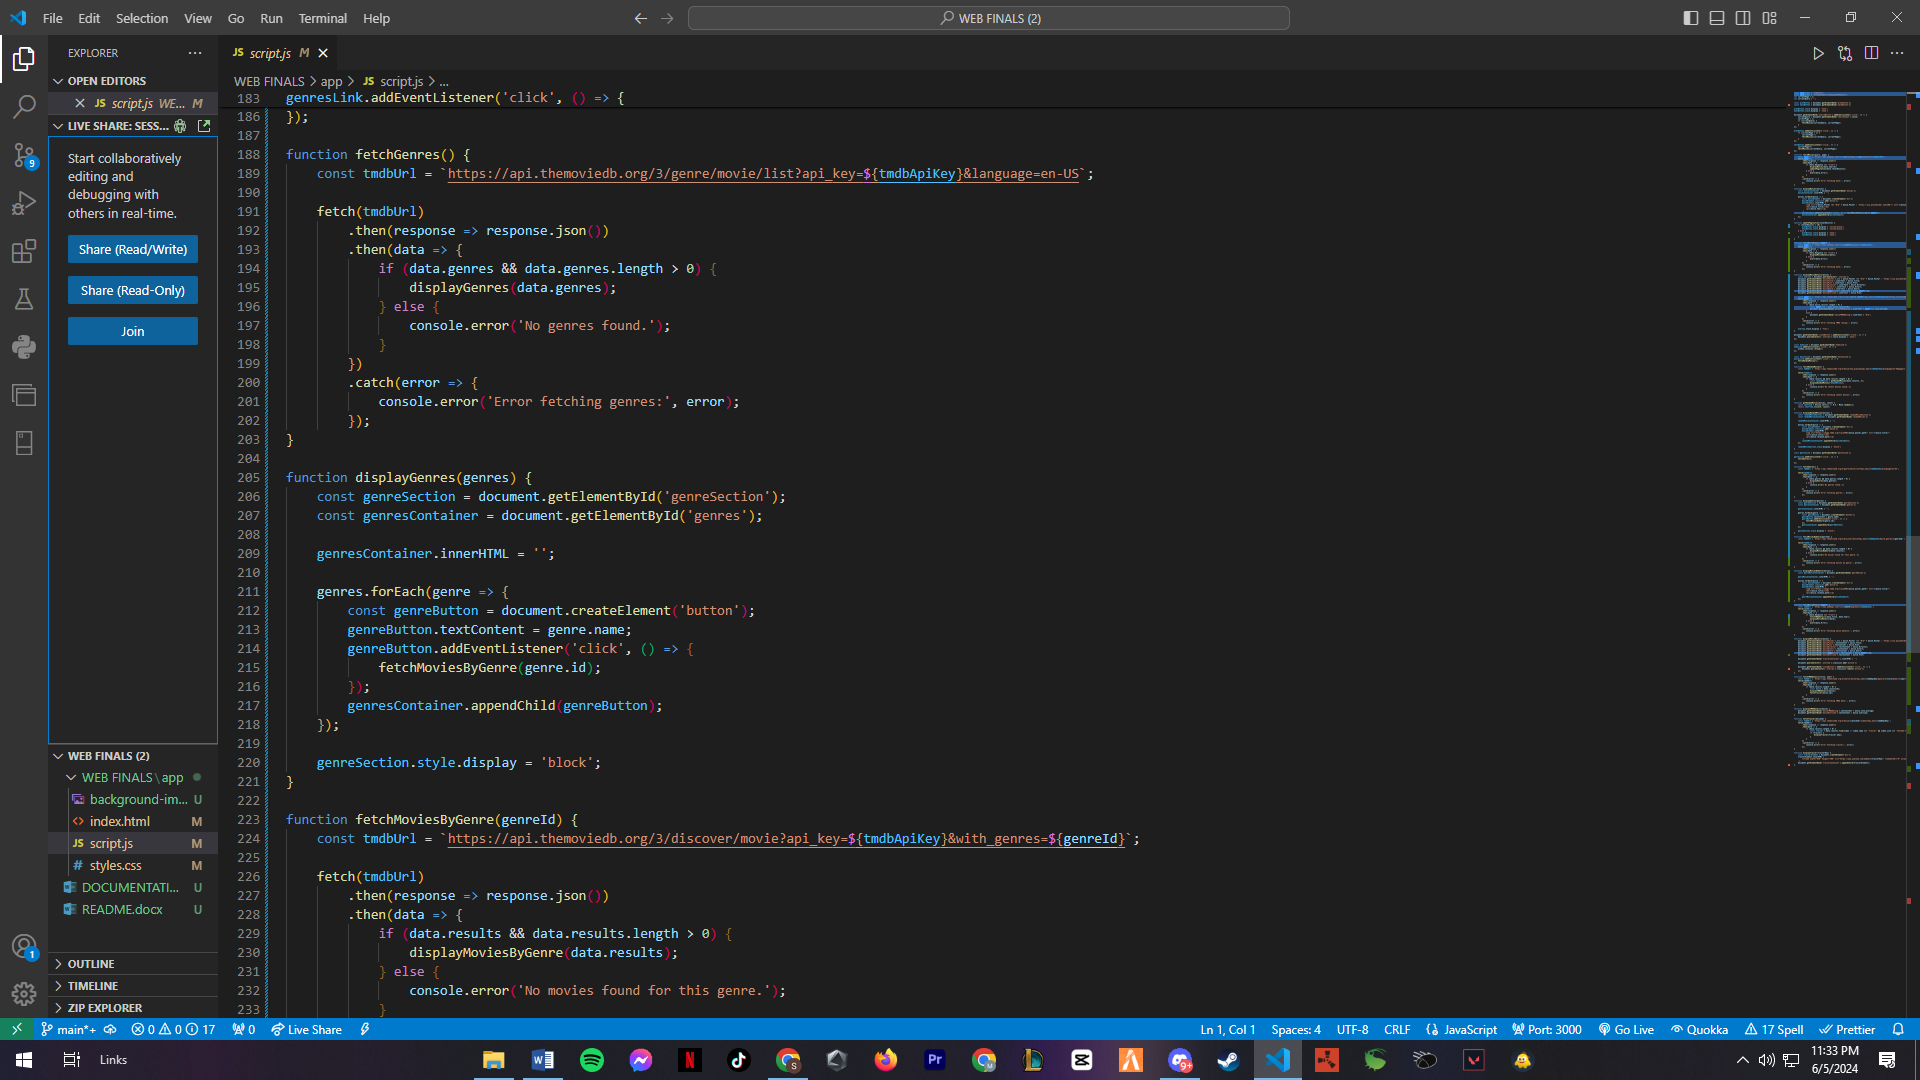 File Edit Selection View Go Run Terminal Help
WEB FINALS (2)
EXPLORER
OPEN EDITORS
JS script.js WE... M
LIVE SHARE: SESS...
Start collaboratively
editing and
debugging with
others in real-time.
Share (Read/Write)
Share (Read-Only)
Join
WEB FINALS (2)
WEB FINALS \ app
background-im... U
index.html M
JS script.js M
# styles.css M
DOCUMENTATI... U
README.docx U
OUTLINE
TIMELINE
ZIP EXPLORER
9
1
JS script.js M
WEB FINALS > app > JS script.js > ...
183 genresLink.addEventListener('click', () => {
186 });
187
188 function fetchGenres() {
189 const tmdbUrl = `https://api.themoviedb.org/3/genre/movie/list?api_key=${tmdbApiKey}&language=en-US`;
190
191 fetch(tmdbUrl)
192 .then(response => response.json())
193 .then(data => {
194 if (data.genres && data.genres.length > 0) {
195 displayGenres(data.genres);
196 } else {
197 console.error('No genres found.');
198 }
199 })
200 .catch(error => {
201 console.error('Error fetching genres:', error);
202 });
203 }
204
205 function displayGenres(genres) {
206 const genreSection = document.getElementById('genreSection');
207 const genresContainer = document.getElementById('genres');
208
209 genresContainer.innerHTML = '';
210
211 genres.forEach(genre => {
212 const genreButton = document.createElement('button');
213 genreButton.textContent = genre.name;
214 genreButton.addEventListener('click', () => {
215 fetchMoviesByGenre(genre.id);
216 });
217 genresContainer.appendChild(genreButton);
218 });
219
220 genreSection.style.display = 'block';
221 }
222
223 function fetchMoviesByGenre(genreId) {
224 const tmdbUrl = `https://api.themoviedb.org/3/discover/movie?api_key=${tmdbApiKey}&with_genres=${genreId}`;
225
226 fetch(tmdbUrl)
227 .then(response => response.json())
228 .then(data => {
229 if (data.results && data.results.length > 0) {
230 displayMoviesByGenre(data.results);
231 } else {
232 console.error('No movies found for this genre.');
233 }
main*+ 0 0 17 0 Live Share Ln 1, Col 1 Spaces: 4 UTF-8 CRLF JavaScript Port: 3000 Go Live Quokka 17 Spell Prettier
Links
11:33 PM
6/5/2024